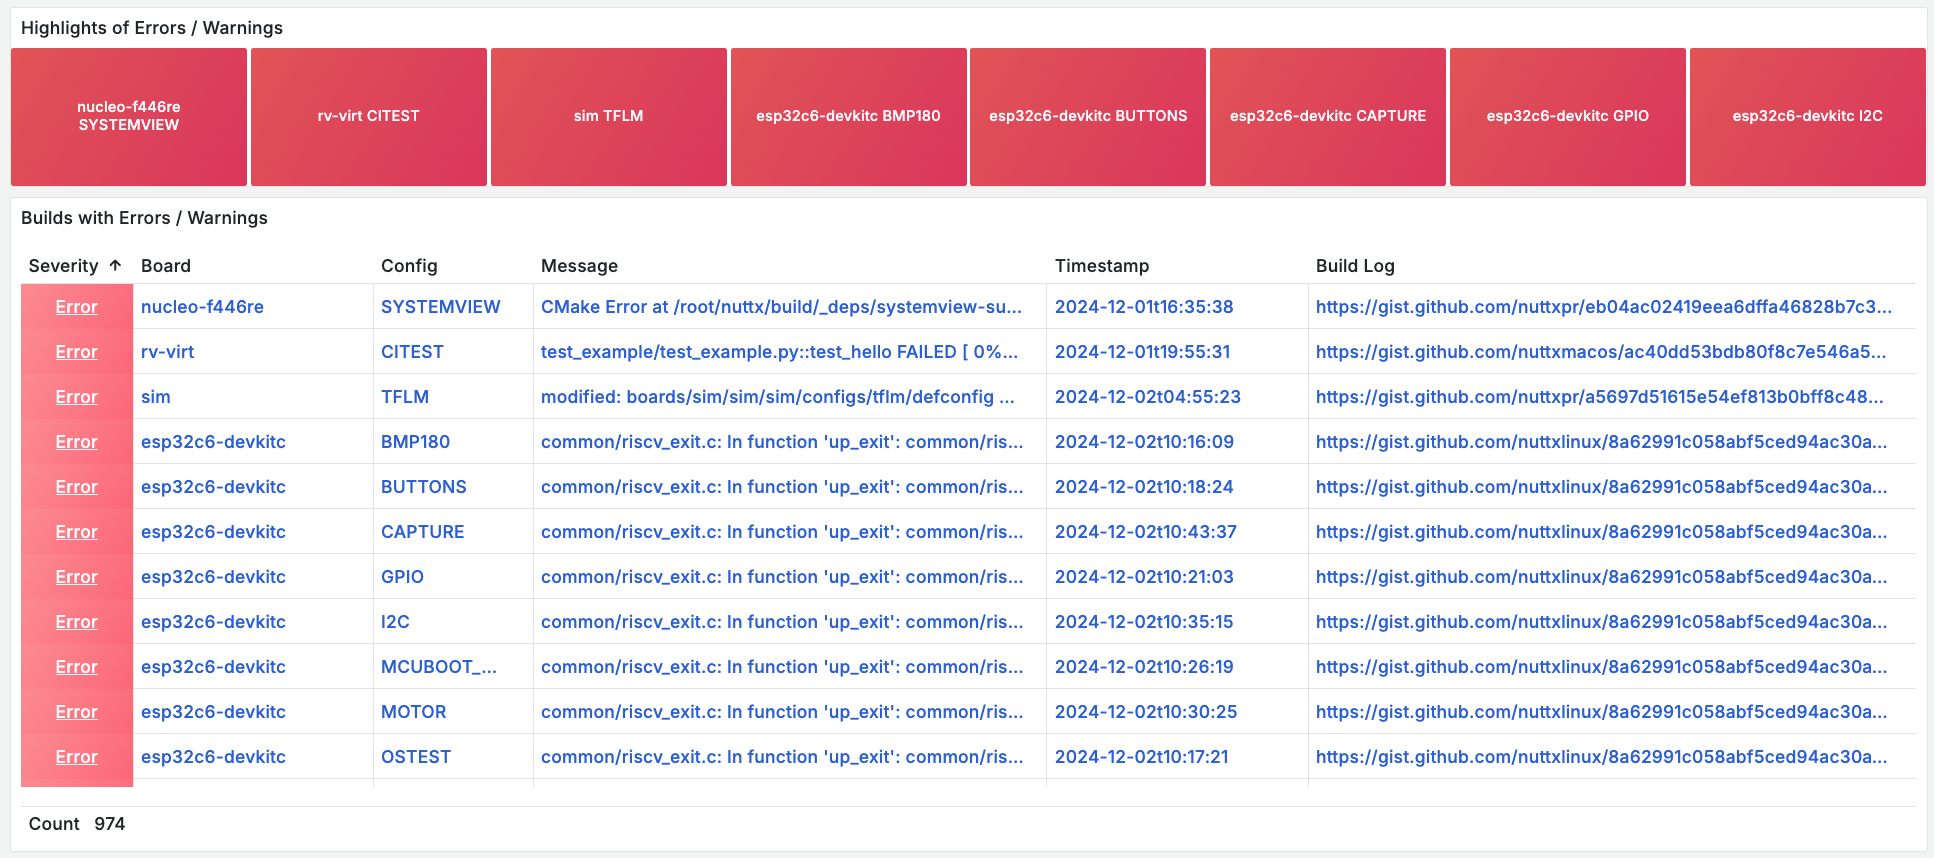 Highlights of Errors / Warnings
nucleo-f446re
SYSTEMVIEW
rv-virt CITEST
sim TFLM
esp32c6-devkitc BMP180
esp32c6-devkitc BUTTONS
esp32c6-devkitc CAPTURE
esp32c6-devkitc GPIO
esp32c6-devkitc I2C
Builds with Errors / Warnings
Severity ↑ Board Config Message Timestamp Build Log
Error nucleo-f446re SYSTEMVIEW CMake Error at /root/nuttx/build/_deps/systemview-su... 2024-12-01t16:35:38 https://gist.github.com/nuttxpr/eb04ac02419eea6dffa46828b7c3...
Error rv-virt CITEST test_example/test_example.py::test_hello FAILED [ 0%... 2024-12-01t19:55:31 https://gist.github.com/nuttxmacos/ac40dd53bdb80f8c7e546a5...
Error sim TFLM modified: boards/sim/sim/sim/configs/tflm/defconfig ... 2024-12-02t04:55:23 https://gist.github.com/nuttxpr/a5697d51615e54ef813b0bff8c48...
Error esp32c6-devkitc BMP180 common/riscv_exit.c: In function 'up_exit': common/ris... 2024-12-02t10:16:09 https://gist.github.com/nuttxlinux/8a62991c058abf5ced94ac30a...
Error esp32c6-devkitc BUTTONS common/riscv_exit.c: In function 'up_exit': common/ris... 2024-12-02t10:18:24 https://gist.github.com/nuttxlinux/8a62991c058abf5ced94ac30a...
Error esp32c6-devkitc CAPTURE common/riscv_exit.c: In function 'up_exit': common/ris... 2024-12-02t10:43:37 https://gist.github.com/nuttxlinux/8a62991c058abf5ced94ac30a...
Error esp32c6-devkitc GPIO common/riscv_exit.c: In function 'up_exit': common/ris... 2024-12-02t10:21:03 https://gist.github.com/nuttxlinux/8a62991c058abf5ced94ac30a...
Error esp32c6-devkitc I2C common/riscv_exit.c: In function 'up_exit': common/ris... 2024-12-02t10:35:15 https://gist.github.com/nuttxlinux/8a62991c058abf5ced94ac30a...
Error esp32c6-devkitc MCUBOOT_... common/riscv_exit.c: In function 'up_exit': common/ris... 2024-12-02t10:26:19 https://gist.github.com/nuttxlinux/8a62991c058abf5ced94ac30a...
Error esp32c6-devkitc MOTOR common/riscv_exit.c: In function 'up_exit': common/ris... 2024-12-02t10:30:25 https://gist.github.com/nuttxlinux/8a62991c058abf5ced94ac30a...
Error esp32c6-devkitc OSTEST common/riscv_exit.c: In function 'up_exit': common/ris... 2024-12-02t10:17:21 https://gist.github.com/nuttxlinux/8a62991c058abf5ced94ac30a...
Count 974